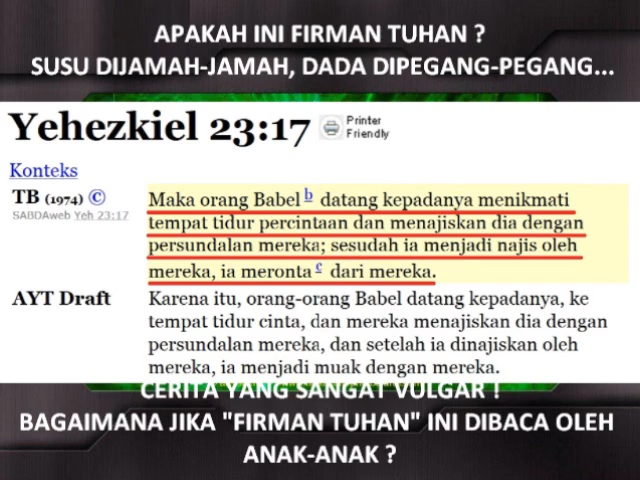 APAKAH INI FIRMAN TUHAN ?
SUSU DIJAMAH-JAMAH, DADA DIPEGANG-PEGANG...
Yehezkiel 23:17 Printer Friendly
Konteks
TB (1974) © Maka orang Babel b datang kepadanya menikmati
SABDAweb Yeh 23:17 tempat tidur percintaan dan menajiskan dia dengan
persundalan mereka; sesudah ia menjadi najis oleh
mereka, ia meronta c dari mereka.
AYT Draft Karena itu, orang-orang Babel datang kepadanya, ke
tempat tidur cinta, dan mereka menajiskan dia dengan
persundalan mereka, dan setelah ia dinajiskan oleh
mereka, ia menjadi muak dengan mereka.
CERITA YANG SANGAT VULGAR !
BAGAIMANA JIKA "FIRMAN TUHAN" INI DIBACA OLEH
ANAK-ANAK ?